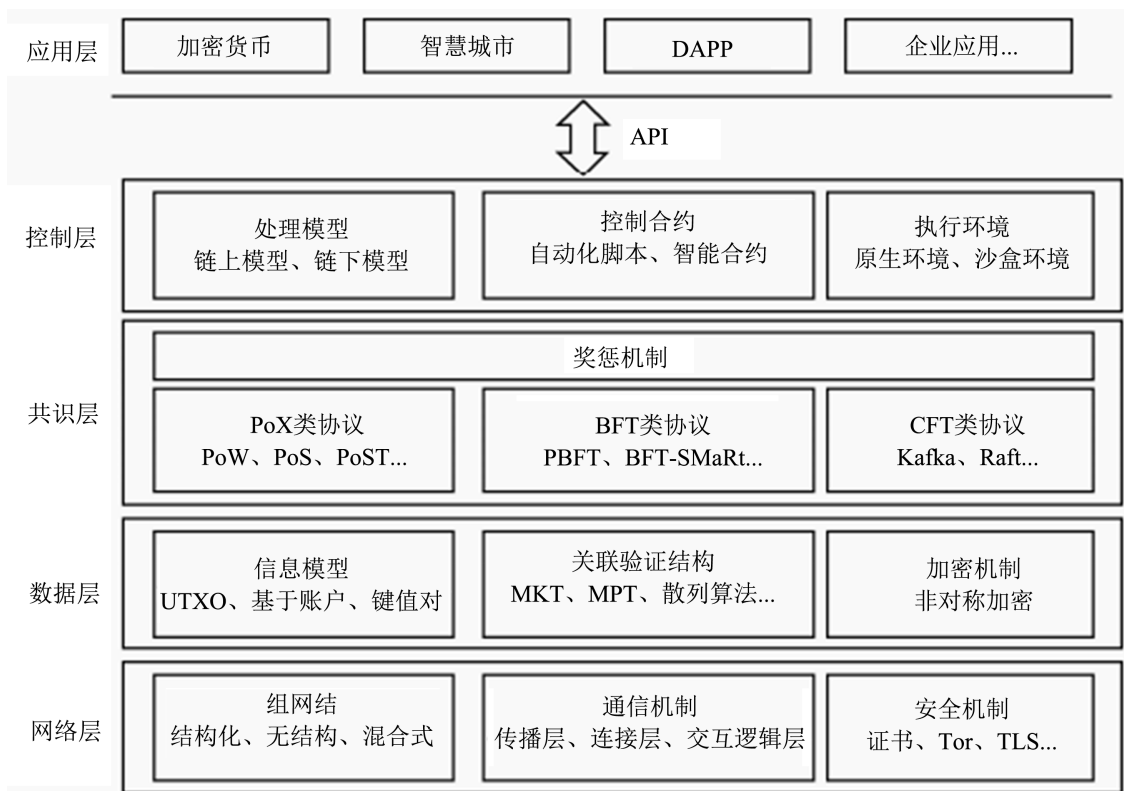 应用层
加密货币
智慧城市
DAPP
企业应用...
API
控制层
处理模型
链上模型、链下模型
控制合约
自动化脚本、智能合约
执行环境
原生环境、沙盒环境
共识层
奖惩机制
PoX类协议
PoW、PoS、PoST...
BFT类协议
PBFT、BFT-SMaRt...
CFT类协议
Kafka、Raft...
数据层
信息模型
UTXO、基于账户、键值对
关联验证结构
MKT、MPT、散列算法...
加密机制
非对称加密
网络层
组网结
结构化、无结构、混合式
通信机制
传播层、连接层、交互逻辑层
安全机制
证书、Tor、TLS...